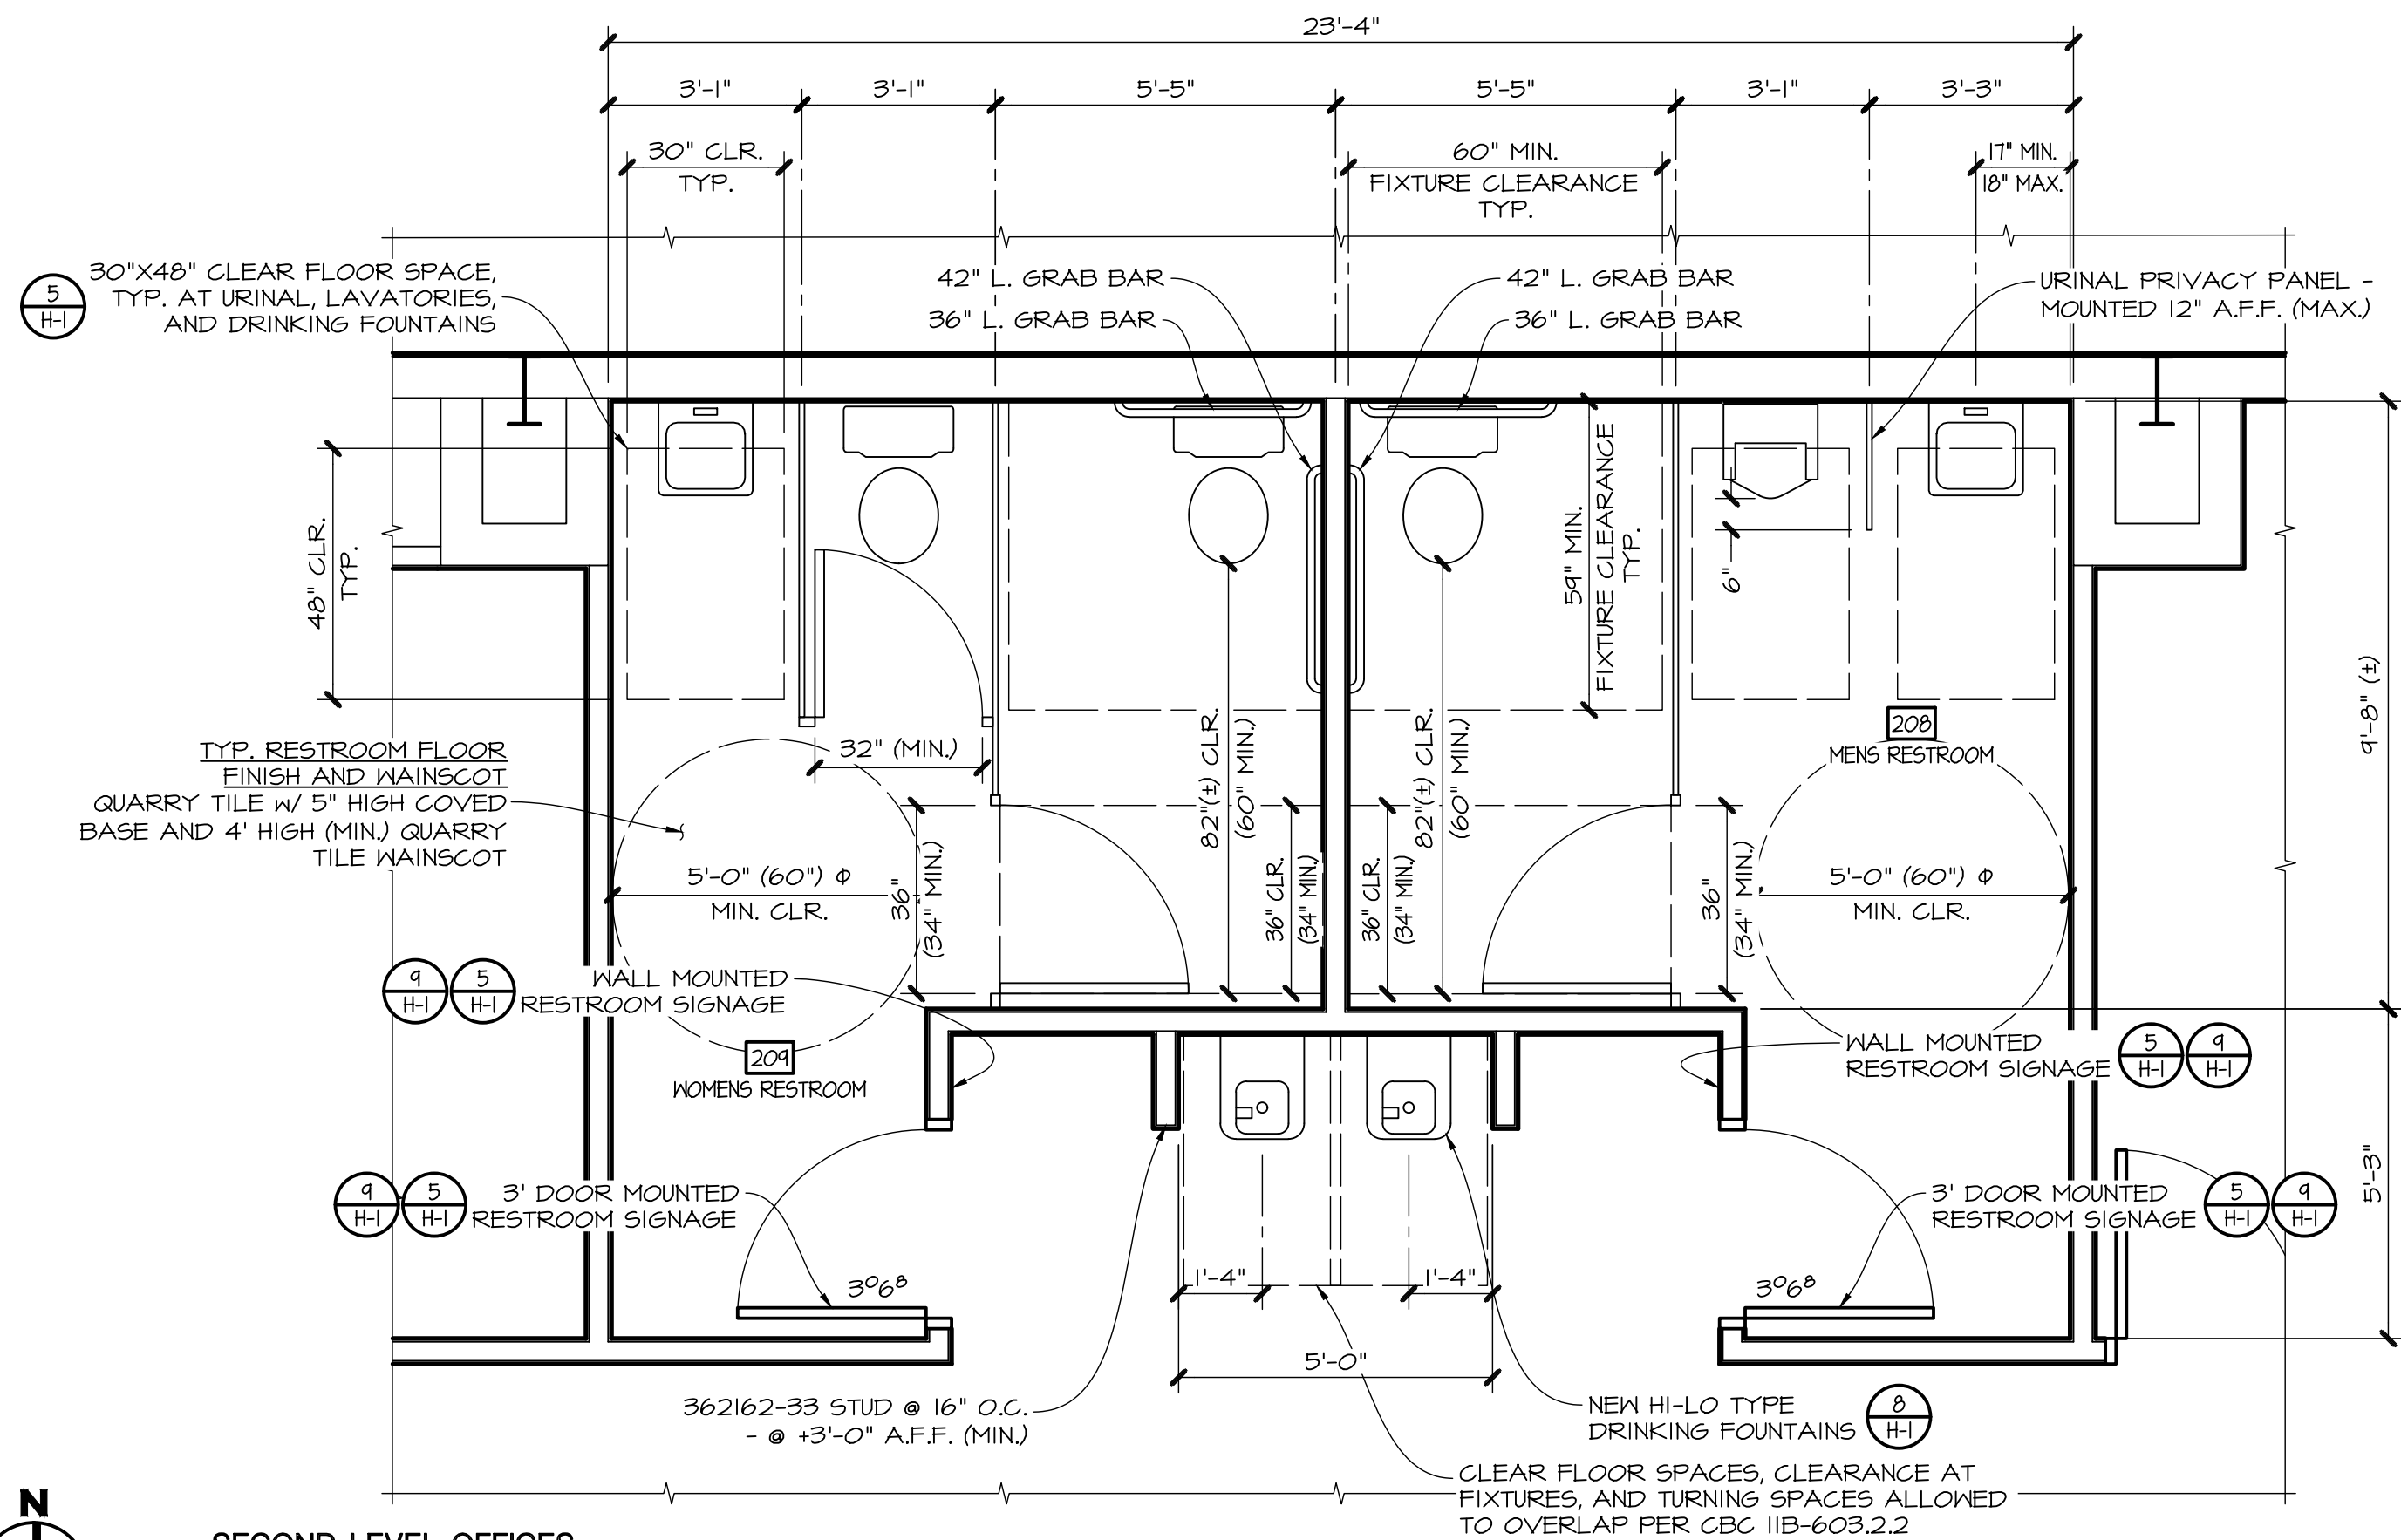 23'-4"
3'-1"
3'-1"
5'-5"
5'-5"
3'-1"
3'-3"
30" CLR.
TYP.
60" MIN.
FIXTURE CLEARANCE
TYP.
17" MIN.
18" MAX.
5
H-1
30"X48" CLEAR FLOOR SPACE,
TYP. AT URINAL, LAVATORIES,
AND DRINKING FOUNTAINS
42" L. GRAB BAR
36" L. GRAB BAR
42" L. GRAB BAR
36" L. GRAB BAR
URINAL PRIVACY PANEL -
MOUNTED 12" A.F.F. (MAX.)
48" CLR.
TYP.
59" MIN.
FIXTURE CLEARANCE
TYP.
6"
9'-8" (±)
208
MENS RESTROOM
TYP. RESTROOM FLOOR
FINISH AND WAINSCOT
QUARRY TILE W/ 5" HIGH COVED
BASE AND 4' HIGH (MIN.) QUARRY
TILE WAINSCOT
32" (MIN.)
82"(±) CLR.
(60" MIN.)
82"(±) CLR.
(60" MIN.)
5'-0" (60") Φ
MIN. CLR.
36"
(34" MIN.)
36" CLR.
(34" MIN.)
36" CLR.
(34" MIN.)
36"
(34" MIN.)
5'-0" (60") Φ
MIN. CLR.
9
H-1
5
H-1
WALL MOUNTED
RESTROOM SIGNAGE
209
WOMENS RESTROOM
WALL MOUNTED
RESTROOM SIGNAGE
5
H-1
9
H-1
9
H-1
5
H-1
3' DOOR MOUNTED
RESTROOM SIGNAGE
3' DOOR MOUNTED
RESTROOM SIGNAGE
5
H-1
9
H-1
5'-3"
3⁰6⁸
3⁰6⁸
1'-4"
1'-4"
5'-0"
362162-33 STUD @ 16" O.C.
- @ +3'-0" A.F.F. (MIN.)
NEW HI-LO TYPE
DRINKING FOUNTAINS
8
H-1
CLEAR FLOOR SPACES, CLEARANCE AT
FIXTURES, AND TURNING SPACES ALLOWED
TO OVERLAP PER CBC 11B-603.2.2
N
SECOND LEVEL OFFICES